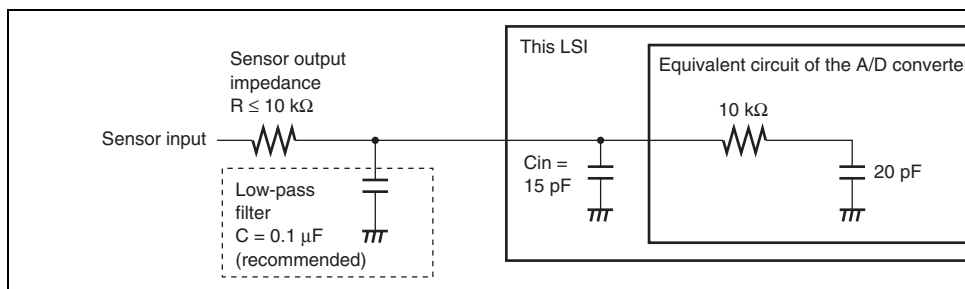 This LSI
Sensor output
impedance
R ≤ 10 kΩ
Equivalent circuit of the A/D converte
10 kΩ
Sensor input
Cin =
15 pF
20 pF
Low-pass
filter
C = 0.1 μF
(recommended)